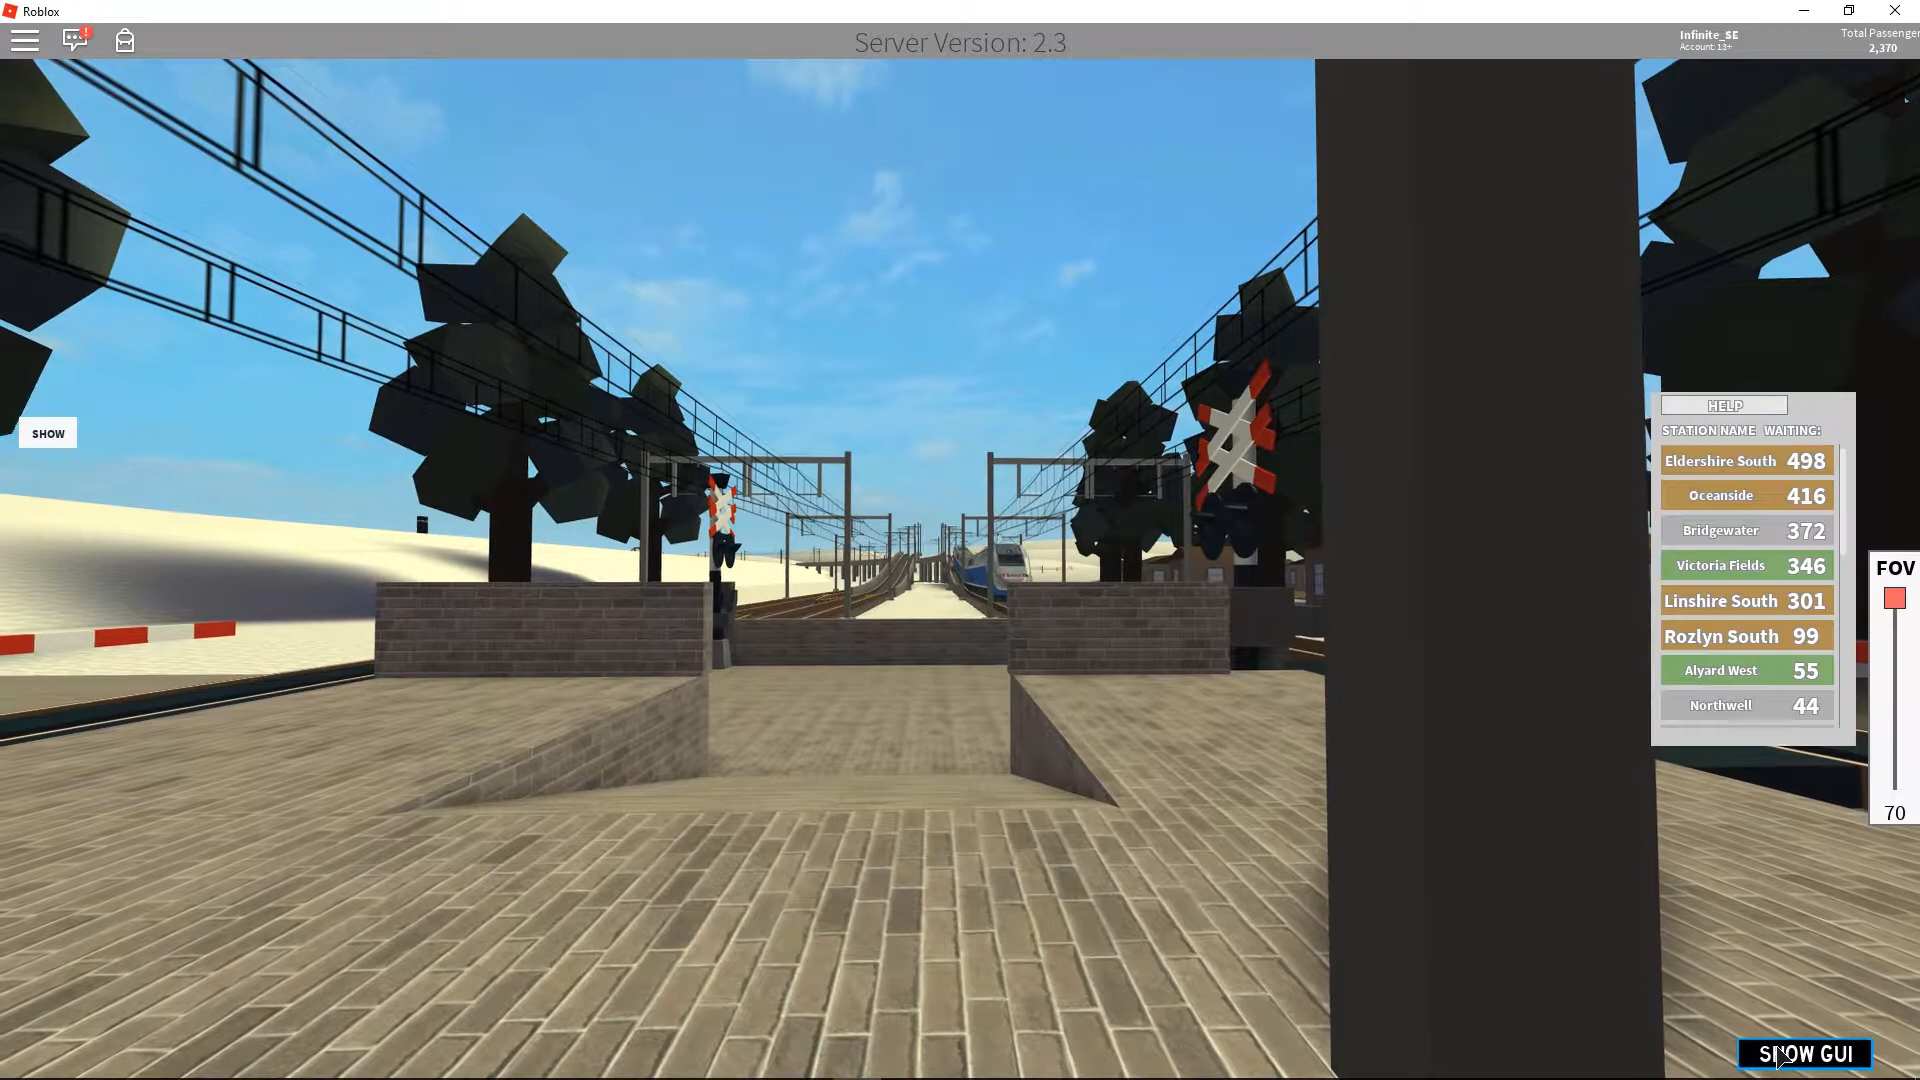 Roblox
Server Version: 2.3
Infinite_SE
Account: 13+
Total Passenger
2,370
SHOW
HELP
STATION NAME WAITING:
Eldershire South 498
Oceanside 416
Bridgewater 372
Victoria Fields 346
Linshire South 301
Rozlyn South 99
Alyard West 55
Northwell 44
FOV
70
SHOW GUI